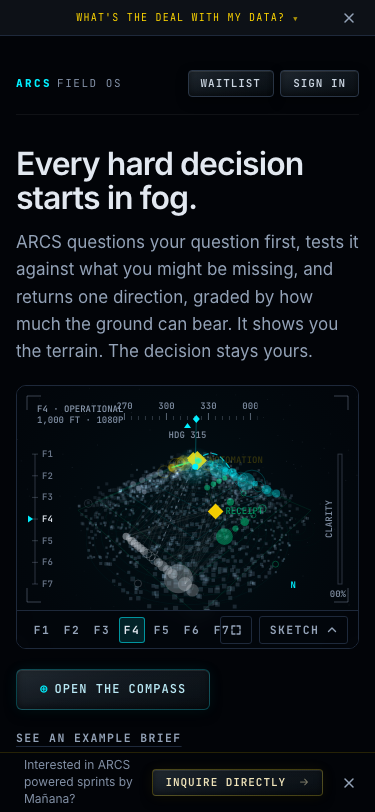 WHAT'S THE DEAL WITH MY DATA? ▾ ×
ARCS FIELD OS
WAITLIST
SIGN IN
Every hard decision
starts in fog.
ARCS questions your question first, tests it
against what you might be missing, and
returns one direction, graded by how
much the ground can bear. It shows you
the terrain. The decision stays yours.
F4 · OPERATIONAL
1,000 FT · 1080P
270 300 330 000
HDG 315
RECEIPT
F1
F2
F3
F4
F5
F6
F7
CLARITY
N
00%
F1 F2 F3 F4 F5 F6 F7
SKETCH
OPEN THE COMPASS
SEE AN EXAMPLE BRIEF
Interested in ARCS
powered sprints by
Mañana?
INQUIRE DIRECTLY → ×